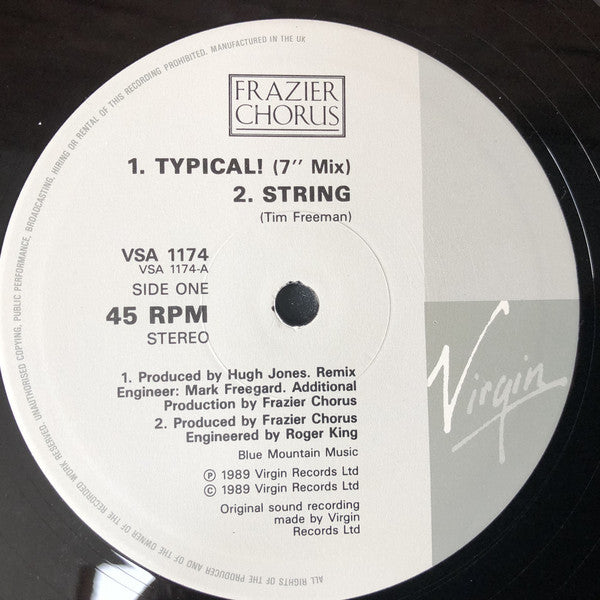 FRAZIER
CHORUS
1. TYPICAL! (7″ Mix)
2. STRING
(Tim Freeman)
VSA 1174
VSA 1174-A
SIDE ONE
45 RPM
STEREO
1. Produced by Hugh Jones. Remix
Engineer: Mark Freegard. Additional
Production by Frazier Chorus
2. Produced by Frazier Chorus
Engineered by Roger King
Blue Mountain Music
Ⓟ 1989 Virgin Records Ltd
© 1989 Virgin Records Ltd
Original sound recording
made by Virgin
Records Ltd
Virgin
ALL RIGHTS OF THE PRODUCER AND OF THE OWNER OF THE RECORDED WORK RESERVED. UNAUTHORISED COPYING, PUBLIC PERFORMANCE, BROADCASTING, HIRING OR RENTAL OF THIS RECORDING PROHIBITED. MANUFACTURED IN THE UK